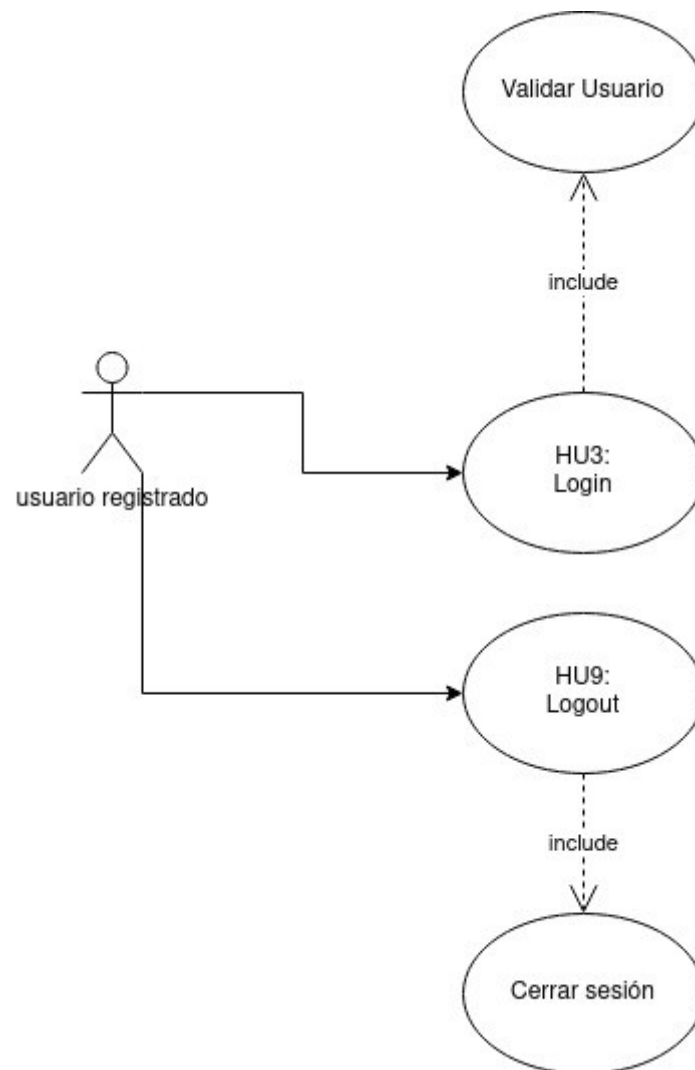 Validar Usuario
include
HU3:
Login
usuario registrado
HU9:
Logout
include
Cerrar sesión